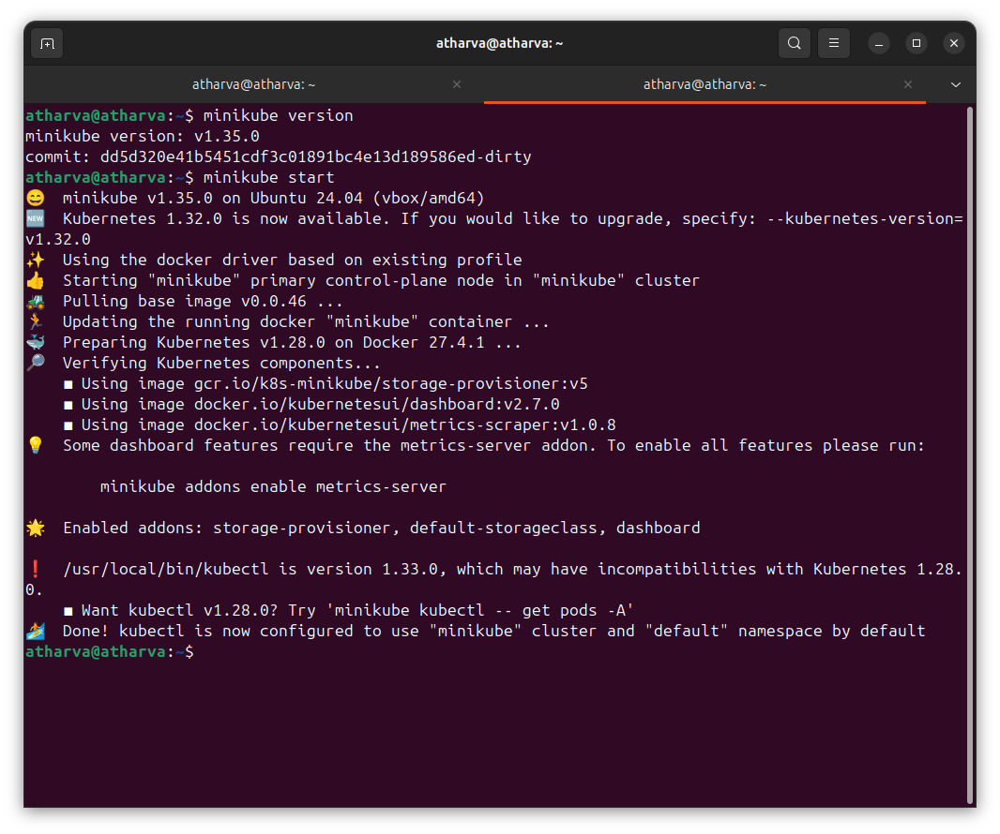 atharva@atharva: ~
atharva@atharva: ~
atharva@atharva: ~
atharva@atharva:~$ minikube version
minikube version: v1.35.0
commit: dd5d320e41b5451cdf3c01891bc4e13d189586ed-dirty
atharva@atharva:~$ minikube start
😄  minikube v1.35.0 on Ubuntu 24.04 (vbox/amd64)
🆕  Kubernetes 1.32.0 is now available. If you would like to upgrade, specify: --kubernetes-version=
v1.32.0
✨  Using the docker driver based on existing profile
👍  Starting "minikube" primary control-plane node in "minikube" cluster
🚜  Pulling base image v0.0.46 ...
🏃  Updating the running docker "minikube" container ...
🐳  Preparing Kubernetes v1.28.0 on Docker 27.4.1 ...
🔎  Verifying Kubernetes components...
    ▪ Using image gcr.io/k8s-minikube/storage-provisioner:v5
    ▪ Using image docker.io/kubernetesui/dashboard:v2.7.0
    ▪ Using image docker.io/kubernetesui/metrics-scraper:v1.0.8
💡  Some dashboard features require the metrics-server addon. To enable all features please run:
        minikube addons enable metrics-server
🌟  Enabled addons: storage-provisioner, default-storageclass, dashboard
❗  /usr/local/bin/kubectl is version 1.33.0, which may have incompatibilities with Kubernetes 1.28.
0.
    ▪ Want kubectl v1.28.0? Try 'minikube kubectl -- get pods -A'
🏄  Done! kubectl is now configured to use "minikube" cluster and "default" namespace by default
atharva@atharva:~$